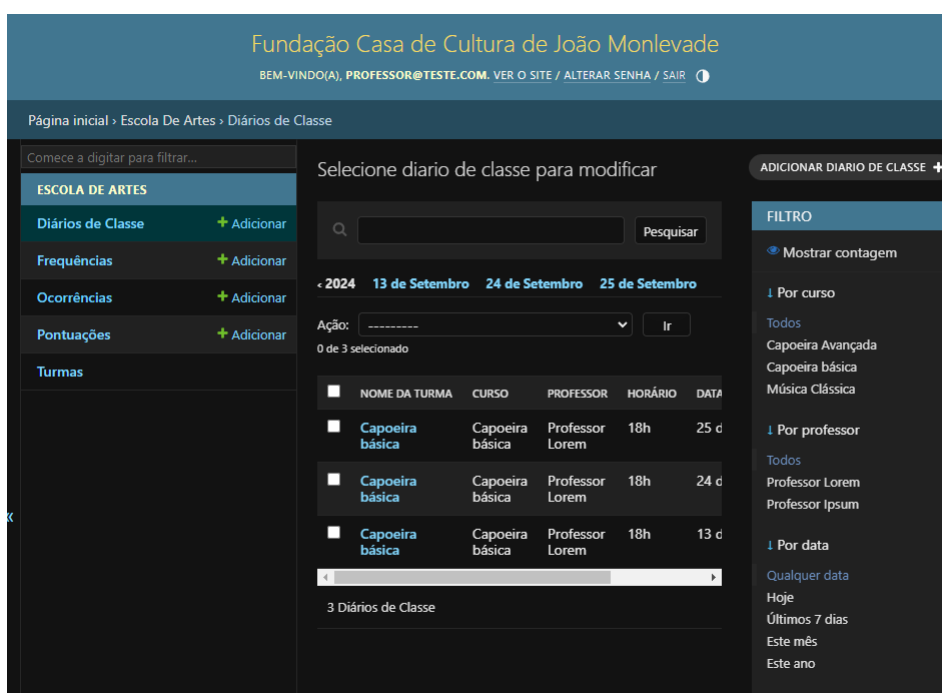 Fundação Casa de Cultura de João Monlevade
BEM-VINDO(A), PROFESSOR@TESTE.COM. VER O SITE / ALTERAR SENHA / SAIR
Página inicial › Escola De Artes › Diários de Classe
Comece a digitar para filtrar...
ESCOLA DE ARTES
Diários de Classe + Adicionar
Frequências + Adicionar
Ocorrências + Adicionar
Pontuações + Adicionar
Turmas
«
Selecione diario de classe para modificar
ADICIONAR DIARIO DE CLASSE +
Pesquisar
‹ 2024 13 de Setembro 24 de Setembro 25 de Setembro
Ação: --------- Ir
0 de 3 selecionado
NOME DA TURMA CURSO PROFESSOR HORÁRIO DATA
Capoeira básica Capoeira básica Professor Lorem 18h 25 d
Capoeira básica Capoeira básica Professor Lorem 18h 24 d
Capoeira básica Capoeira básica Professor Lorem 18h 13 d
3 Diários de Classe
FILTRO
Mostrar contagem
↓ Por curso
Todos
Capoeira Avançada
Capoeira básica
Música Clássica
↓ Por professor
Todos
Professor Lorem
Professor Ipsum
↓ Por data
Qualquer data
Hoje
Últimos 7 dias
Este mês
Este ano